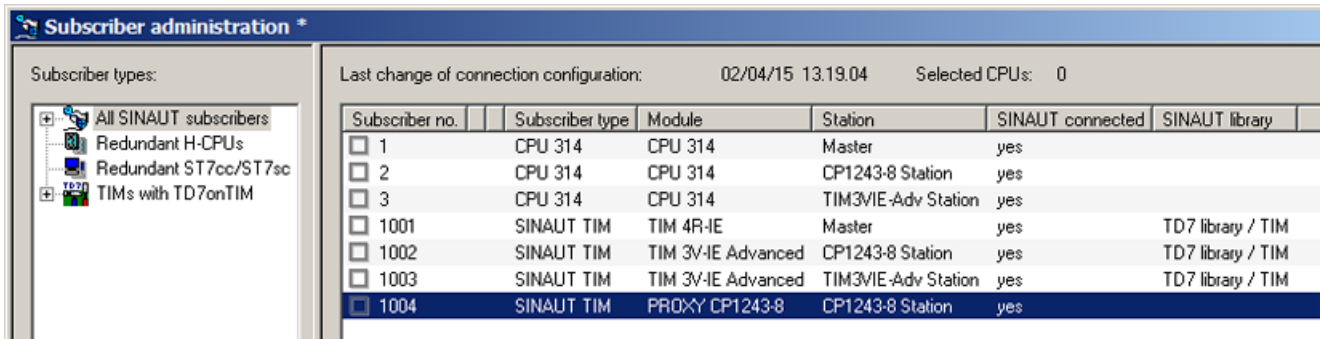 Subscriber administration *
Subscriber types:
Last change of connection configuration: 02/04/15 13.19.04 Selected CPUs: 0
All SINAUT subscribers
Redundant H-CPUs
Redundant ST7cc/ST7sc
TD7
TIMs with TD7onTIM
Subscriber no. Subscriber type Module Station SINAUT connected SINAUT library
1 CPU 314 CPU 314 Master yes
2 CPU 314 CPU 314 CP1243-8 Station yes
3 CPU 314 CPU 314 TIM3VIE-Adv Station yes
1001 SINAUT TIM TIM 4R-IE Master yes TD7 library / TIM
1002 SINAUT TIM TIM 3V-IE Advanced CP1243-8 Station yes TD7 library / TIM
1003 SINAUT TIM TIM 3V-IE Advanced TIM3VIE-Adv Station yes TD7 library / TIM
1004 SINAUT TIM PROXY CP1243-8 CP1243-8 Station yes